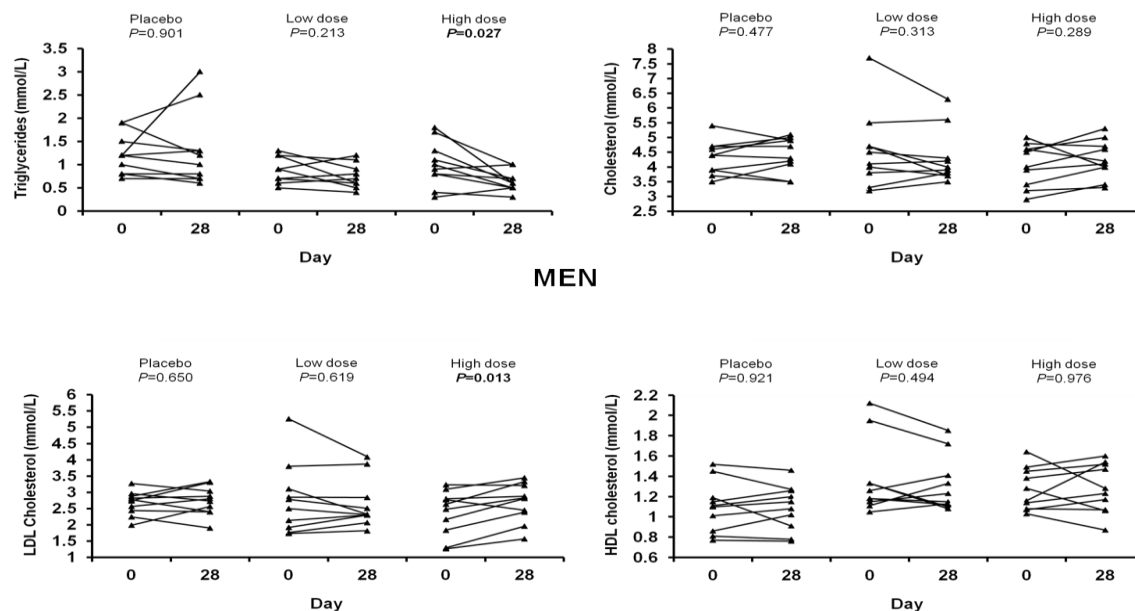 Placebo Low dose High dose
P=0.901 P=0.213 P=0.027
Triglycerides (mmol/L)
3.5
3
2.5
2
1.5
1
0.5
0
0 28 0 28 0 28
Day
Placebo Low dose High dose
P=0.477 P=0.313 P=0.289
Cholesterol (mmol/L)
8
7.5
6.5
5.5
4.5
3.5
2.5
0 28 0 28 0 28
Day
MEN
Placebo Low dose High dose
P=0.650 P=0.619 P=0.013
LDL Cholesterol (mmol/L)
6
5.5
5
4.5
4
3.5
3
2.5
2
1.5
1
0 28 0 28 0 28
Day
Placebo Low dose High dose
P=0.921 P=0.494 P=0.976
HDL Cholesterol (mmol/L)
2.2
2
1.8
1.6
1.4
1.2
1
0.8
0.6
0 28 0 28 0 28
Day